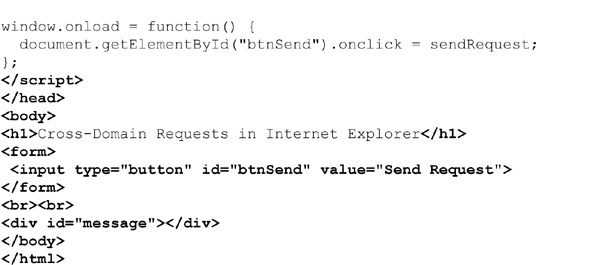 window.onload = function() {
  document.getElementById("btnSend").onclick = sendRequest;
};
</script>
</head>
<body>
<h1>Cross-Domain Requests in Internet Explorer</h1>
<form>
 <input type="button" id="btnSend" value="Send Request">
</form>
<br><br>
<div id="message"></div>
</body>
</html>